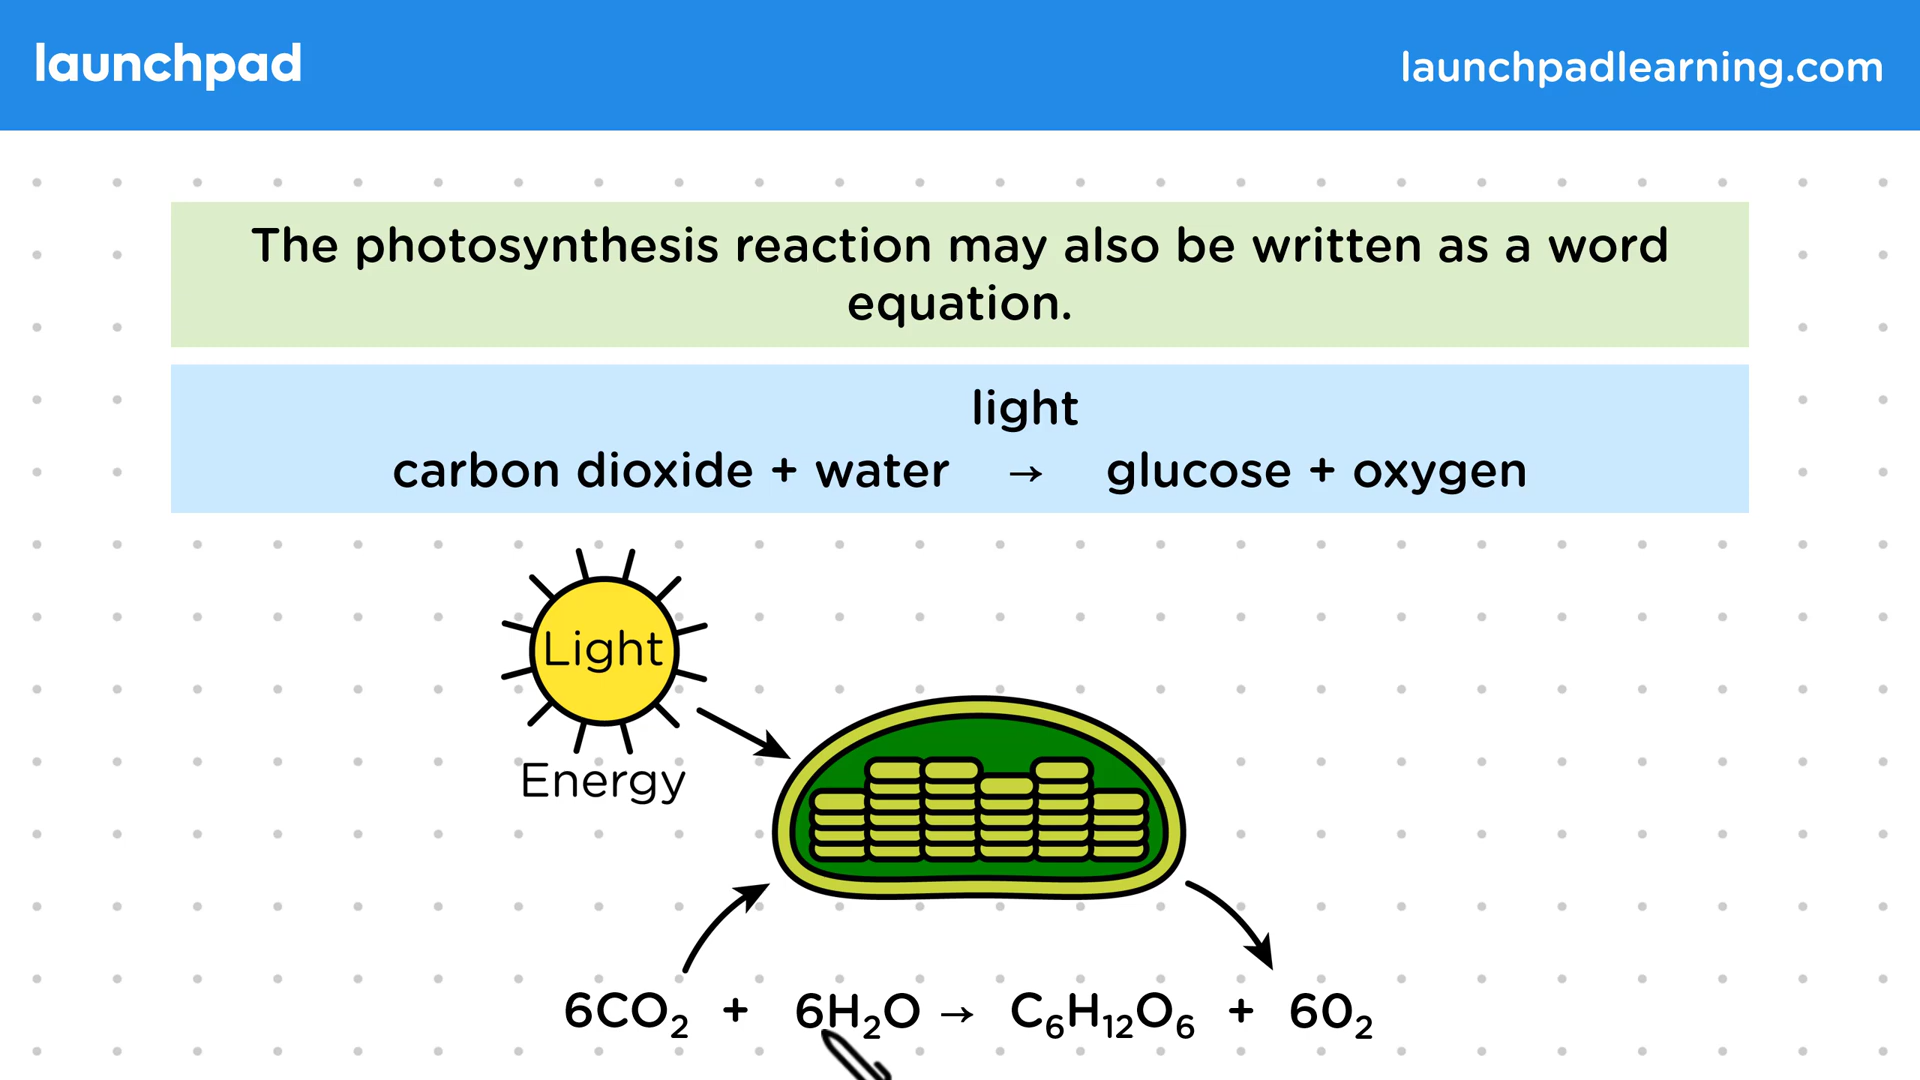 launchpad
launchpadlearning.com
The photosynthesis reaction may also be written as a word
equation.
light
carbon dioxide + water → glucose + oxygen
Light
Energy
6CO₂ + 6H₂O → C₆H₁₂O₆ + 6O₂